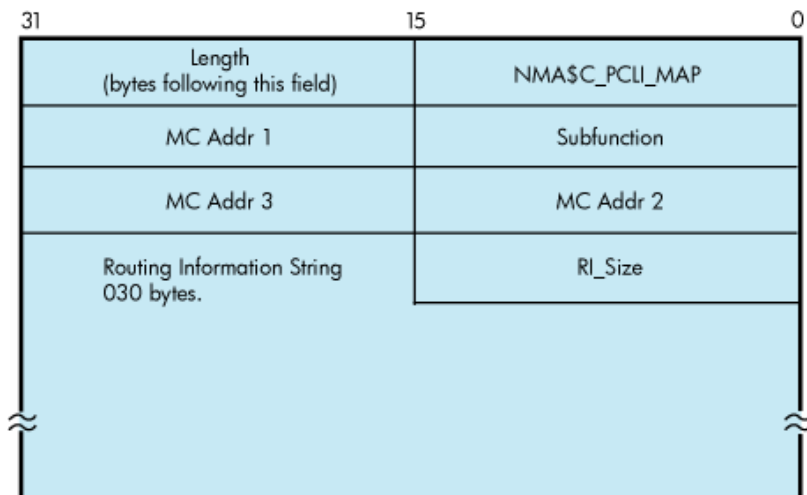 31 15 0
Length NMA$C_PCLI_MAP
(bytes following this field)
MC Addr 1 Subfunction
MC Addr 3 MC Addr 2
Routing Information String RI_Size
030 bytes.